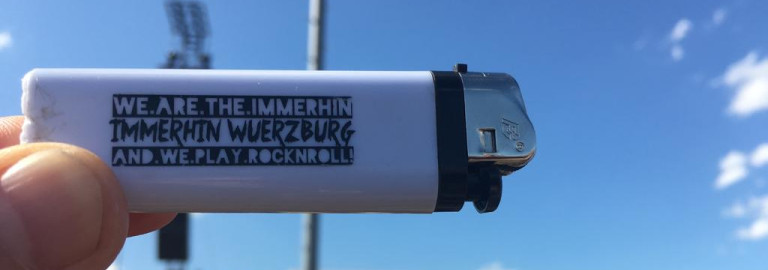 WE.ARE.THE.IMMERHIN
IMMERHIN WUERZBURG
AND.WE.PLAY.ROCKNROLL!